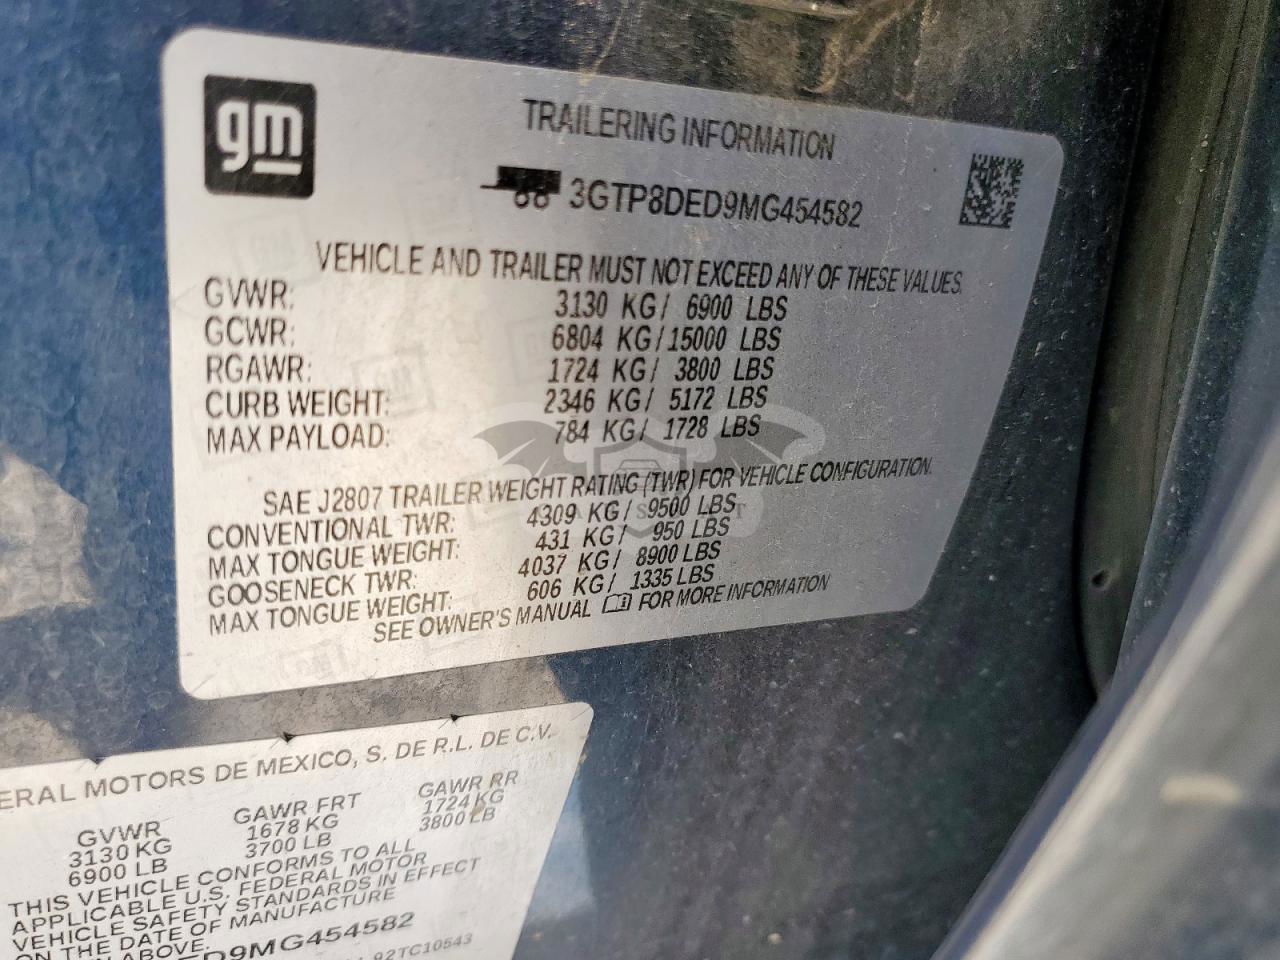 gm
TRAILERING INFORMATION
3GTP8DED9MG454582
VEHICLE AND TRAILER MUST NOT EXCEED ANY OF THESE VALUES.
GVWR: 3130 KG/ 6900 LBS
GCWR: 6804 KG/15000 LBS
RGAWR: 1724 KG/ 3800 LBS
CURB WEIGHT: 2346 KG/ 5172 LBS
MAX PAYLOAD: 784 KG/ 1728 LBS
SAE J2807 TRAILER WEIGHT RATING (TWR) FOR VEHICLE CONFIGURATION.
CONVENTIONAL TWR: 4309 KG/ 9500 LBS
MAX TONGUE WEIGHT: 431 KG/ 950 LBS
GOOSENECK TWR: 4037 KG/ 8900 LBS
MAX TONGUE WEIGHT: 606 KG/ 1335 LBS
SEE OWNER'S MANUAL FOR MORE INFORMATION
ERAL MOTORS DE MEXICO, S. DE R.L. DE C.V.
GVWR GAWR FRT GAWR RR
3130 KG 1678 KG 1724 KG
6900 LB 3700 LB 3800 LB
THIS VEHICLE CONFORMS TO ALL
APPLICABLE U.S. FEDERAL MOTOR
VEHICLE SAFETY STANDARDS IN EFFECT
ON THE DATE OF MANUFACTURE
ABOVE.
ED9MG454582
92TC10543